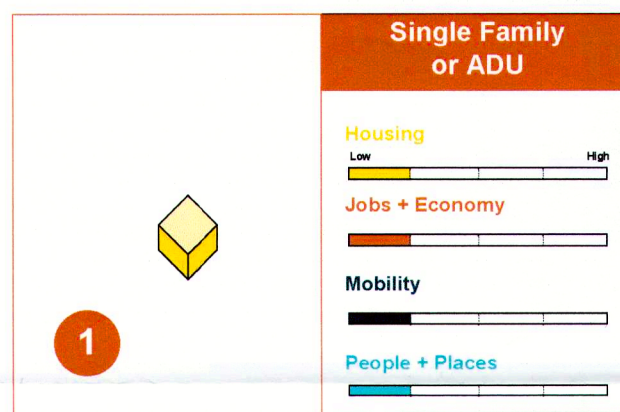 Single Family
or ADU
Housing
Low High
Jobs + Economy
Mobility
People + Places
1